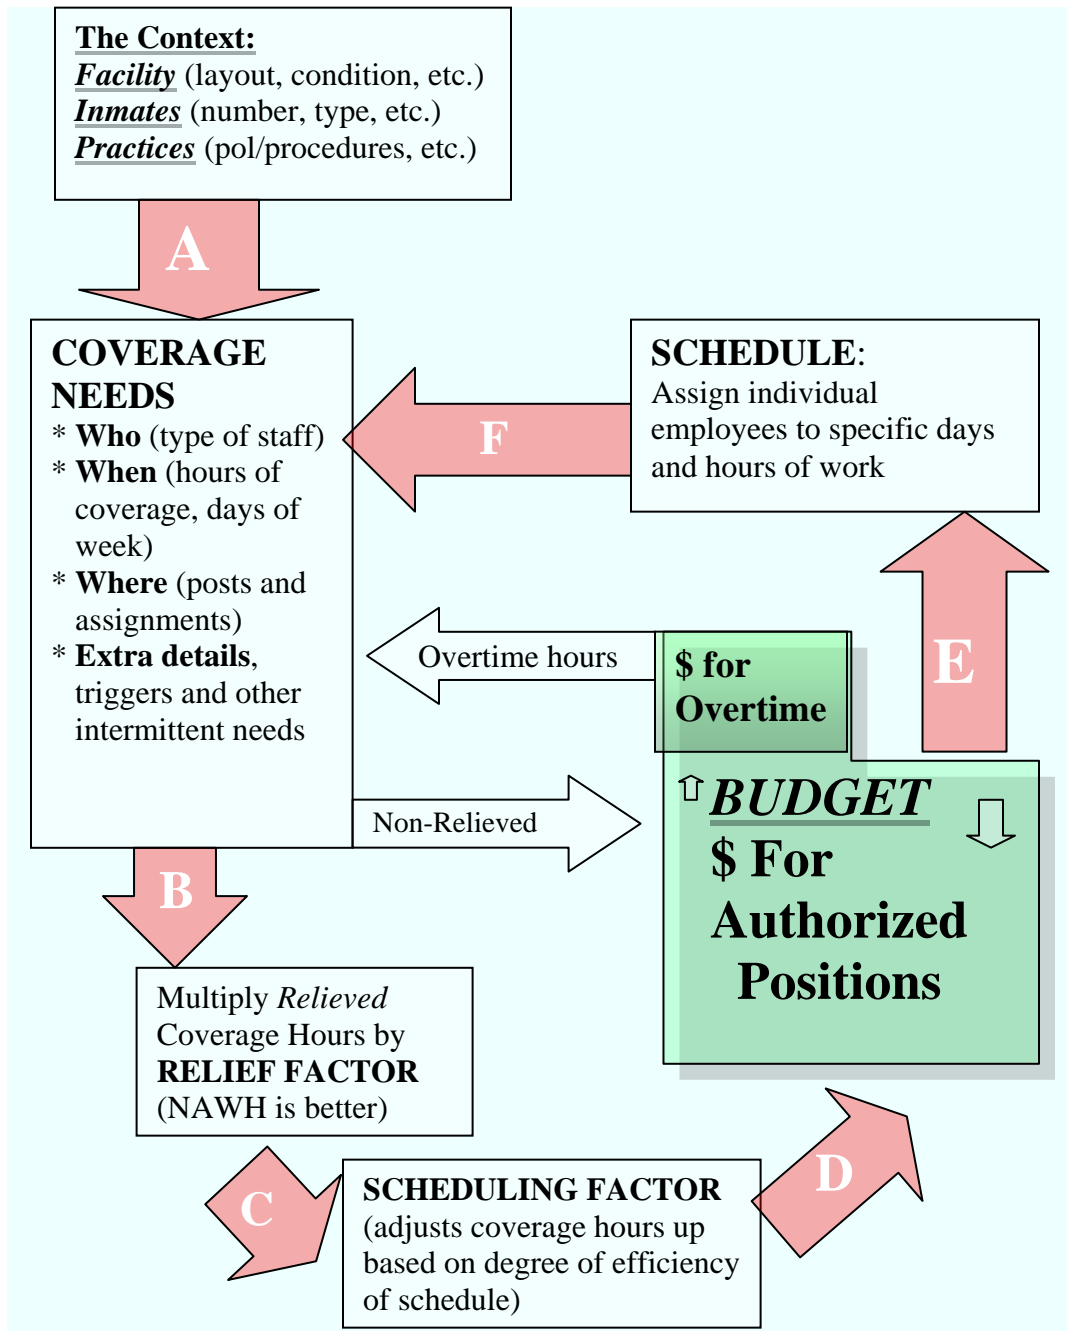 The Context:
Facility (layout, condition, etc.)
Inmates (number, type, etc.)
Practices (pol/procedures, etc.)
A
COVERAGE
NEEDS
* Who (type of staff)
* When (hours of
coverage, days of
week)
* Where (posts and
assignments)
* Extra details,
triggers and other
intermittent needs
F
SCHEDULE:
Assign individual
employees to specific days
and hours of work
E
Overtime hours
$ for
Overtime
Non-Relieved
BUDGET
$ For
Authorized
Positions
B
Multiply Relieved
Coverage Hours by
RELIEF FACTOR
(NAWH is better)
C
SCHEDULING FACTOR
(adjusts coverage hours up
based on degree of efficiency
of schedule)
D